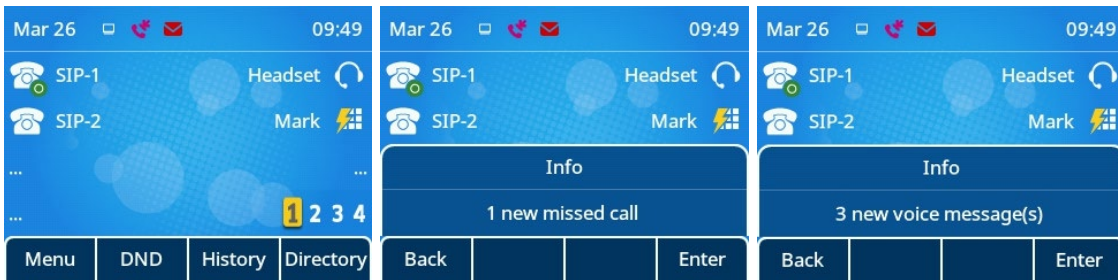 Mar 26 09:49
SIP-1 Headset
SIP-2 Mark
... ...
... 1 2 3 4
Menu DND History Directory
Mar 26 09:49
SIP-1 Headset
SIP-2 Mark
Info
1 new missed call
Back Enter
Mar 26 09:49
SIP-1 Headset
SIP-2 Mark
Info
3 new voice message(s)
Back Enter